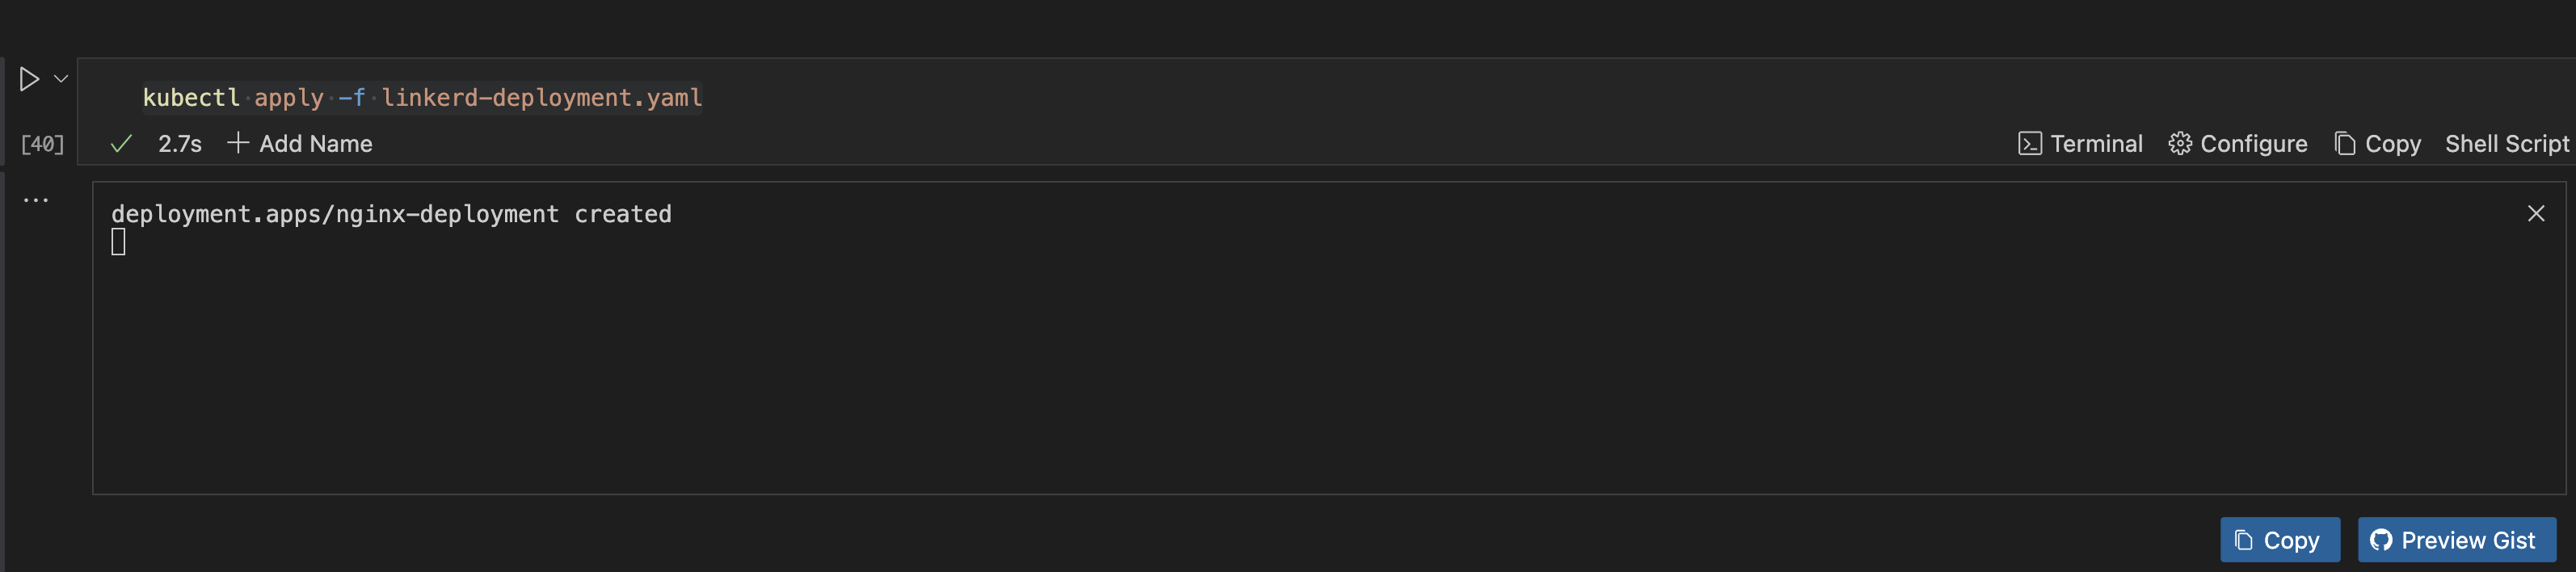 kubectl apply -f linkerd-deployment.yaml
[40] 2.7s Add Name Terminal Configure Copy Shell Script
...
deployment.apps/nginx-deployment created
Copy Preview Gist